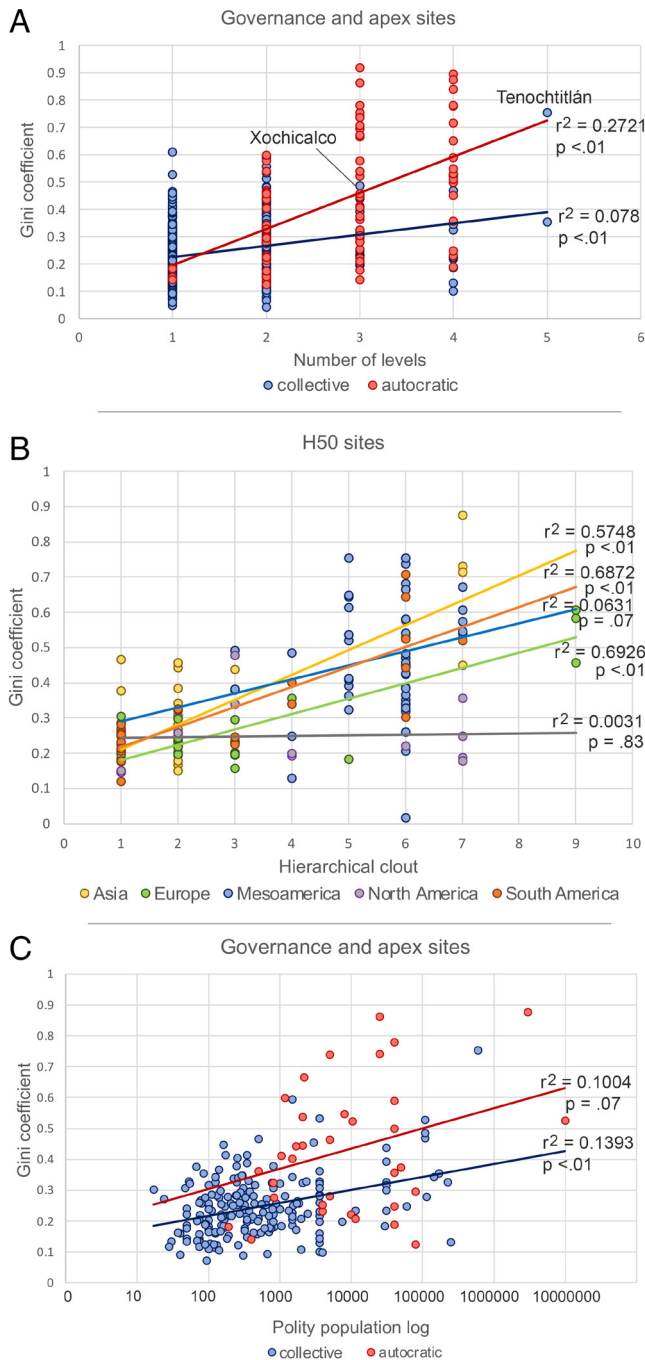 A
Governance and apex sites
1
0.9
0.8
0.7
0.6
0.5
0.4
0.3
0.2
0.1
0
Gini coefficient
Xochicalco
Tenochtitlán
r2 = 0.2721
p <.01
r2 = 0.078
p <.01
0 1 2 3 4 5 6
Number of levels
collective autocratic
B
H50 sites
1
0.9
0.8
0.7
0.6
0.5
0.4
0.3
0.2
0.1
0
Gini coefficient
r2 = 0.5748
p <.01
r2 = 0.6872
p <.01
r2 = 0.0631
p = .07
r2 = 0.6926
p <.01
r2 = 0.0031
p = .83
0 1 2 3 4 5 6 7 8 9 10
Hierarchical clout
Asia Europe Mesoamerica North America South America
C
Governance and apex sites
1
0.9
0.8
0.7
0.6
0.5
0.4
0.3
0.2
0.1
0
Gini coefficient
r2 = 0.1004
p = .07
r2 = 0.1393
p <.01
0 10 100 1000 10000 100000 1000000 10000000
Polity population log
collective autocratic